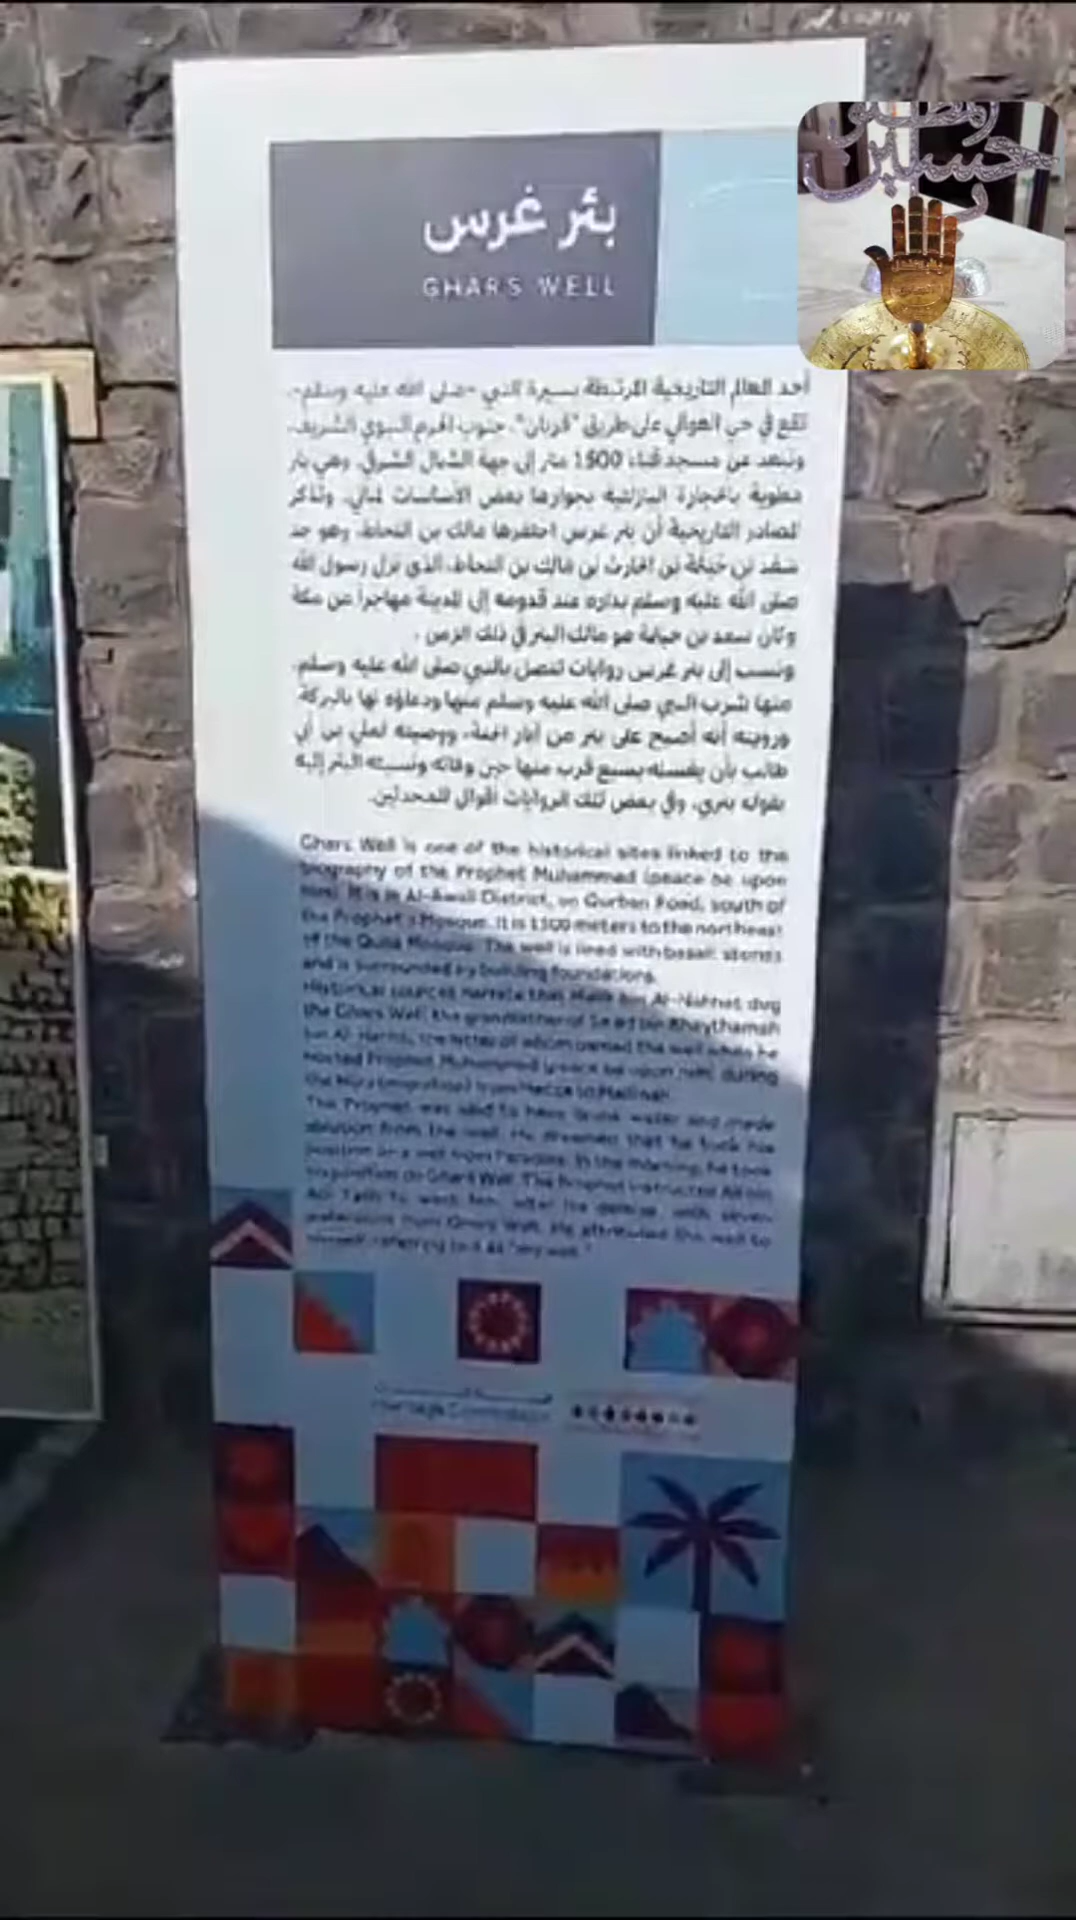 بئر غرس
GHARS WELL
أحد المعالم التاريخية المرتبطة بسيرة النبي -صلى الله عليه وسلم-،
تقع في حي العوالي على طريق "قربان"، جنوب الحرم النبوي الشريف،
وتبعد عن مسجد قباء 1500 متر إلى جهة الشمال الشرقي، وهي بئر
مطوية بالحجارة البازلتية بجوارها بعض الأساسات لمباني، وتذكر
المصادر التاريخية أن بئر غرس احتفرها مالك بن النحاط، وهو جد
سعد بن خيثمة بن الحارث بن مالك بن النحاط، الذي نزل رسول الله
صلى الله عليه وسلم بداره عند قدومه إلى المدينة مهاجراً من مكة
وكان سعد بن خيثمة هو مالك البئر في ذلك الزمن .
ونسب إلى بئر غرس روايات تتصل بالنبي صلى الله عليه وسلم،
منها شرب النبي صلى الله عليه وسلم منها ودعاؤه لها بالبركة
ورويته أنه أصبح على بئر من آبار الجنة، ووصيته لعلي بن أبي
طالب بأن يغسله بسبع قرب منها حين وفاته ونسبته البئر إليه
بقوله بئري، وفي بعض تلك الروايات أقوال للمحدثين.
Ghars Well is one of the historical sites linked to the
biography of the Prophet Muhammed (peace be upon
him). It is in Al-Awali District, on Qurban Road, south of
the Prophet's Mosque. It is 1500 meters to the northeast
of the Quba Mosque. The well is lined with basalt stones
and is surrounded by building foundations.
Historical sources narrate that Malik bin Al-Nahhat dug
the Ghars Well, the grandfather of Sa'ad bin Khaythamah
bin Al-Harith, the latter of whom owned the well when he
hosted Prophet Muhammed (peace be upon him) during
the Hijra (migration) from Mecca to Madinah.
The Prophet was said to have drunk water and made
ablution from the well. He dreamed that he took his
position on a well from Paradise. In the morning, he took
position on Ghars Well. The Prophet instructed Ali bin
Abi Talib to wash him, after his demise, with seven
waterskins from Ghars Well. He attributed this well to
himself, referring to it as "my well."
هيئة التراث
Heritage Commission
حسين